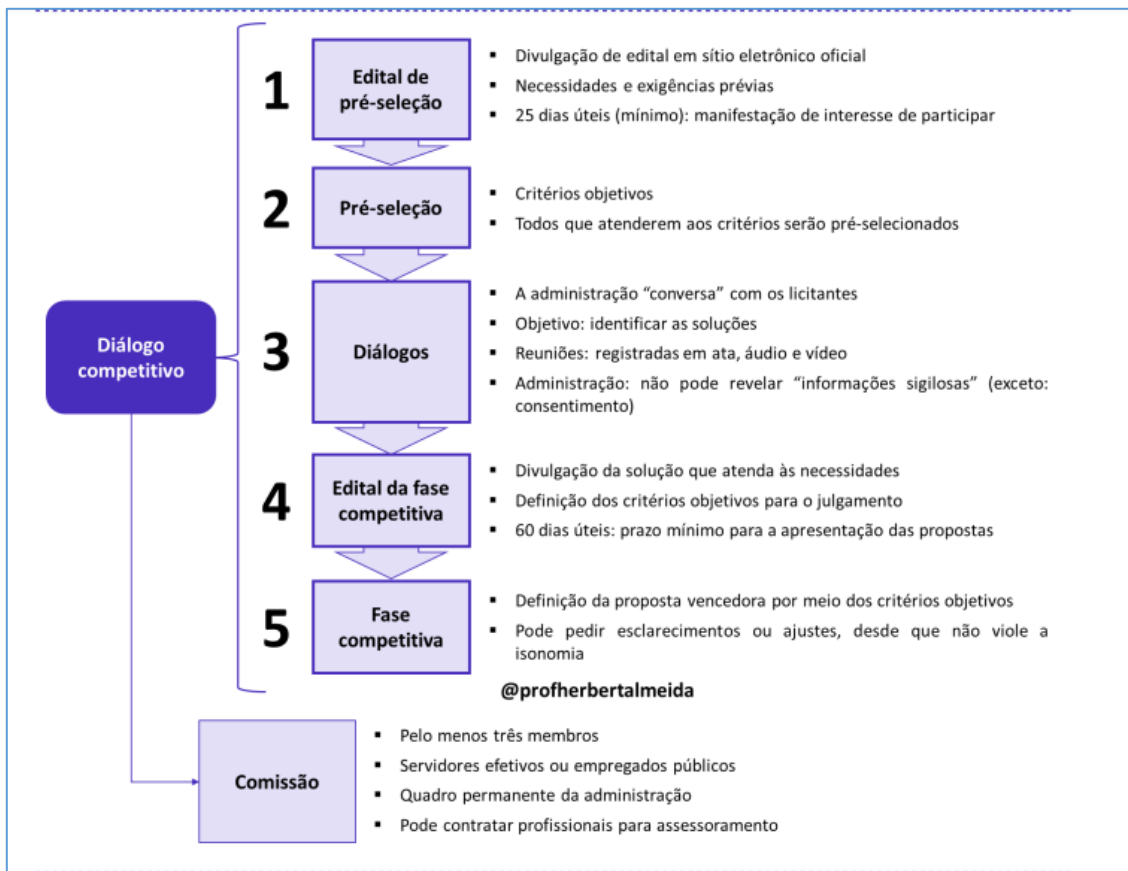 1
Edital de
pré-seleção
▪ Divulgação de edital em sítio eletrônico oficial
▪ Necessidades e exigências prévias
▪ 25 dias úteis (mínimo): manifestação de interesse de participar
2
Pré-seleção
▪ Critérios objetivos
▪ Todos que atenderem aos critérios serão pré-selecionados
Diálogo
competitivo
3
Diálogos
▪ A administração “conversa” com os licitantes
▪ Objetivo: identificar as soluções
▪ Reuniões: registradas em ata, áudio e vídeo
▪ Administração: não pode revelar “informações sigilosas” (exceto:
consentimento)
4
Edital da fase
competitiva
▪ Divulgação da solução que atenda às necessidades
▪ Definição dos critérios objetivos para o julgamento
▪ 60 dias úteis: prazo mínimo para a apresentação das propostas
5
Fase
competitiva
▪ Definição da proposta vencedora por meio dos critérios objetivos
▪ Pode pedir esclarecimentos ou ajustes, desde que não viole a
isonomia
@profherbertalmeida
Comissão
▪ Pelo menos três membros
▪ Servidores efetivos ou empregados públicos
▪ Quadro permanente da administração
▪ Pode contratar profissionais para assessoramento